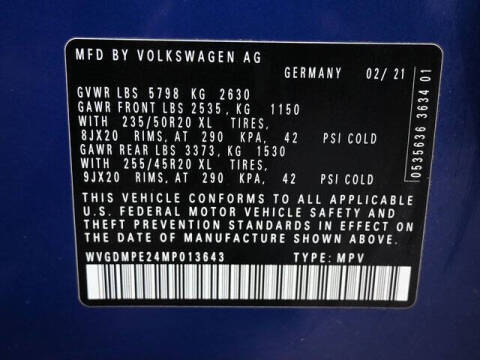 MFD BY VOLKSWAGEN AG
GERMANY 02/ 21
GVWR LBS 5798 KG 2630
GAWR FRONT LBS 2535, KG 1150
WITH 235/50R20 XL TIRES,
8JX20 RIMS, AT 290 KPA, 42 PSI COLD
GAWR REAR LBS 3373, KG 1530
WITH 255/45R20 XL TIRES,
9JX20 RIMS, AT 290 KPA, 42 PSI COLD
THIS VEHICLE CONFORMS TO ALL APPLICABLE
U.S. FEDERAL MOTOR VEHICLE SAFETY AND
THEFT PREVENTION STANDARDS IN EFFECT ON
THE DATE OF MANUFACTURE SHOWN ABOVE.
WVGDMPE24MP013643 TYPE: MPV
0535636 3634 01